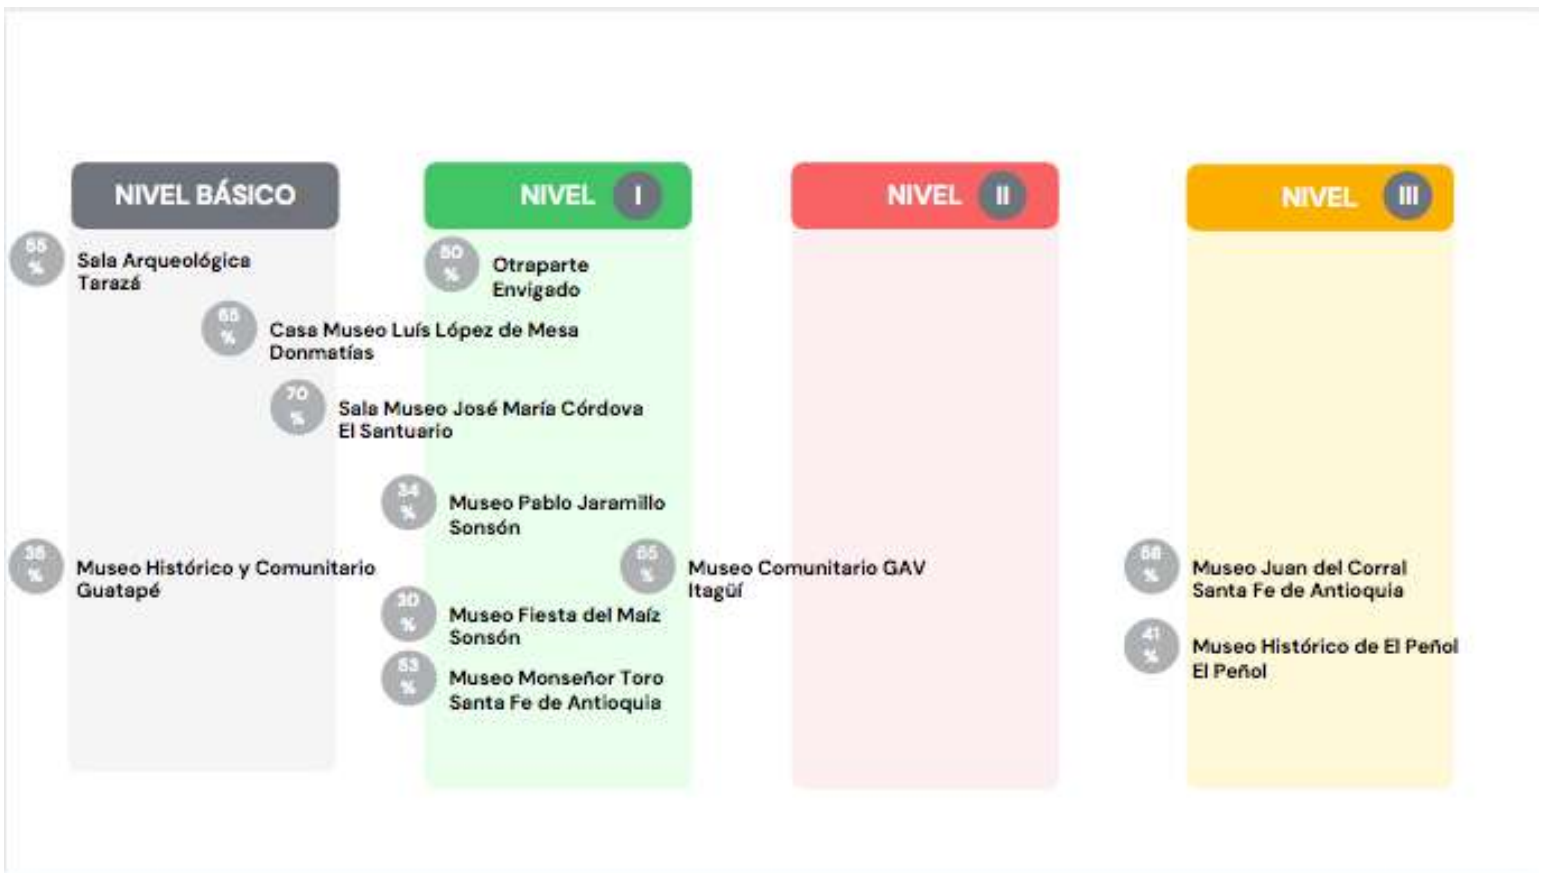 NIVEL BÁSICO
NIVEL I
NIVEL II
NIVEL III
%
Sala Arqueológica
Tarazá
50
%
Otraparte
Envigado
65
%
Casa Museo Luís López de Mesa
Donmatías
70
%
Sala Museo José María Córdova
El Santuario
34
%
Museo Pablo Jaramillo
Sonsón
%
Museo Histórico y Comunitario
Guatapé
65
%
Museo Comunitario GAV
Itagüí
%
Museo Juan del Corral
Santa Fe de Antioquia
30
%
Museo Fiesta del Maíz
Sonsón
41
%
Museo Histórico de El Peñol
El Peñol
53
%
Museo Monseñor Toro
Santa Fe de Antioquia